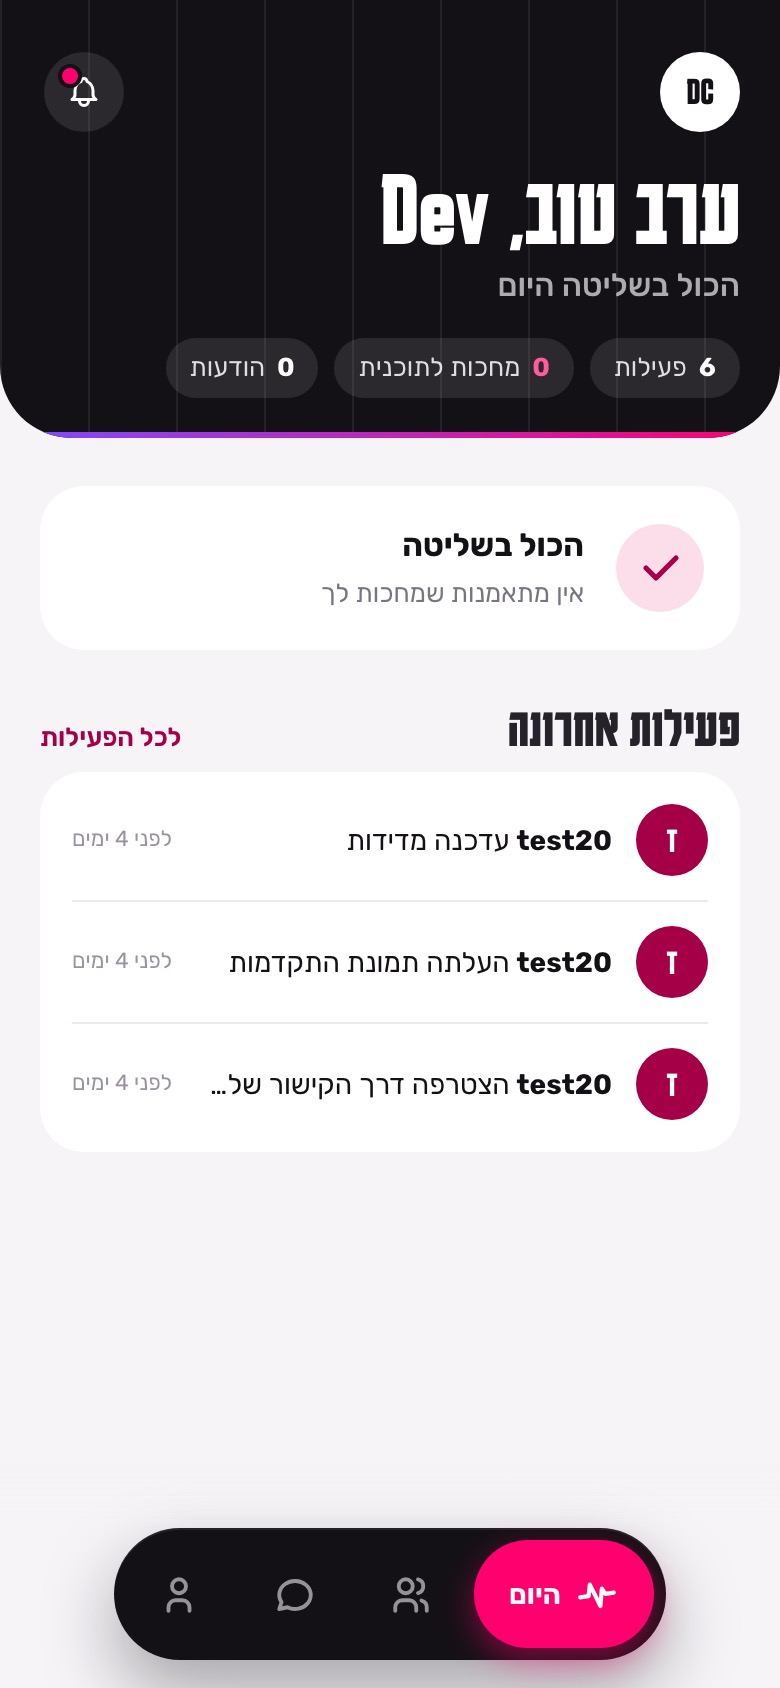 DC
ערב טוב, Dev
הכול בשליטה היום
6 פעילות
0 מחכות לתוכנית
0 הודעות
הכול בשליטה
אין מתאמנות שמחכות לך
פעילות אחרונה
לכל הפעילות
ד
test20 עדכנה מדידות
לפני 4 ימים
ד
test20 העלתה תמונת התקדמות
לפני 4 ימים
ד
test20 הצטרפה דרך הקישור של...
לפני 4 ימים
היום